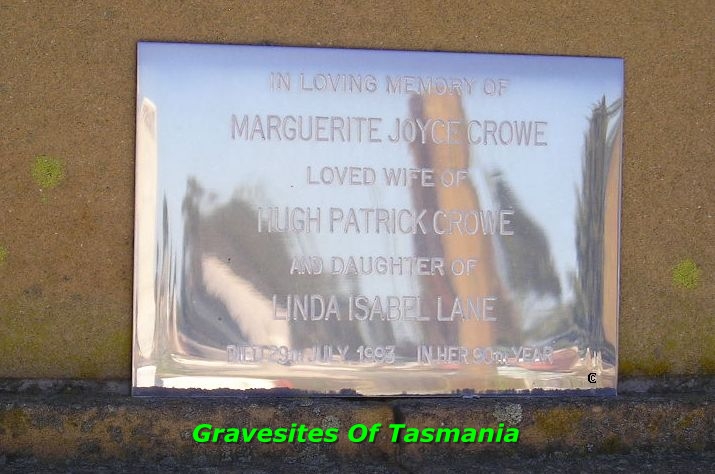 IN LOVING MEMORY OF
MARGUERITE JOYCE CROWE
LOVED WIFE OF
HUGH PATRICK CROWE
AND DAUGHTER OF
LINDA ISABEL LANE
DIED 29TH JULY 1993 IN HER 90TH YEAR
©
Gravesites Of Tasmania